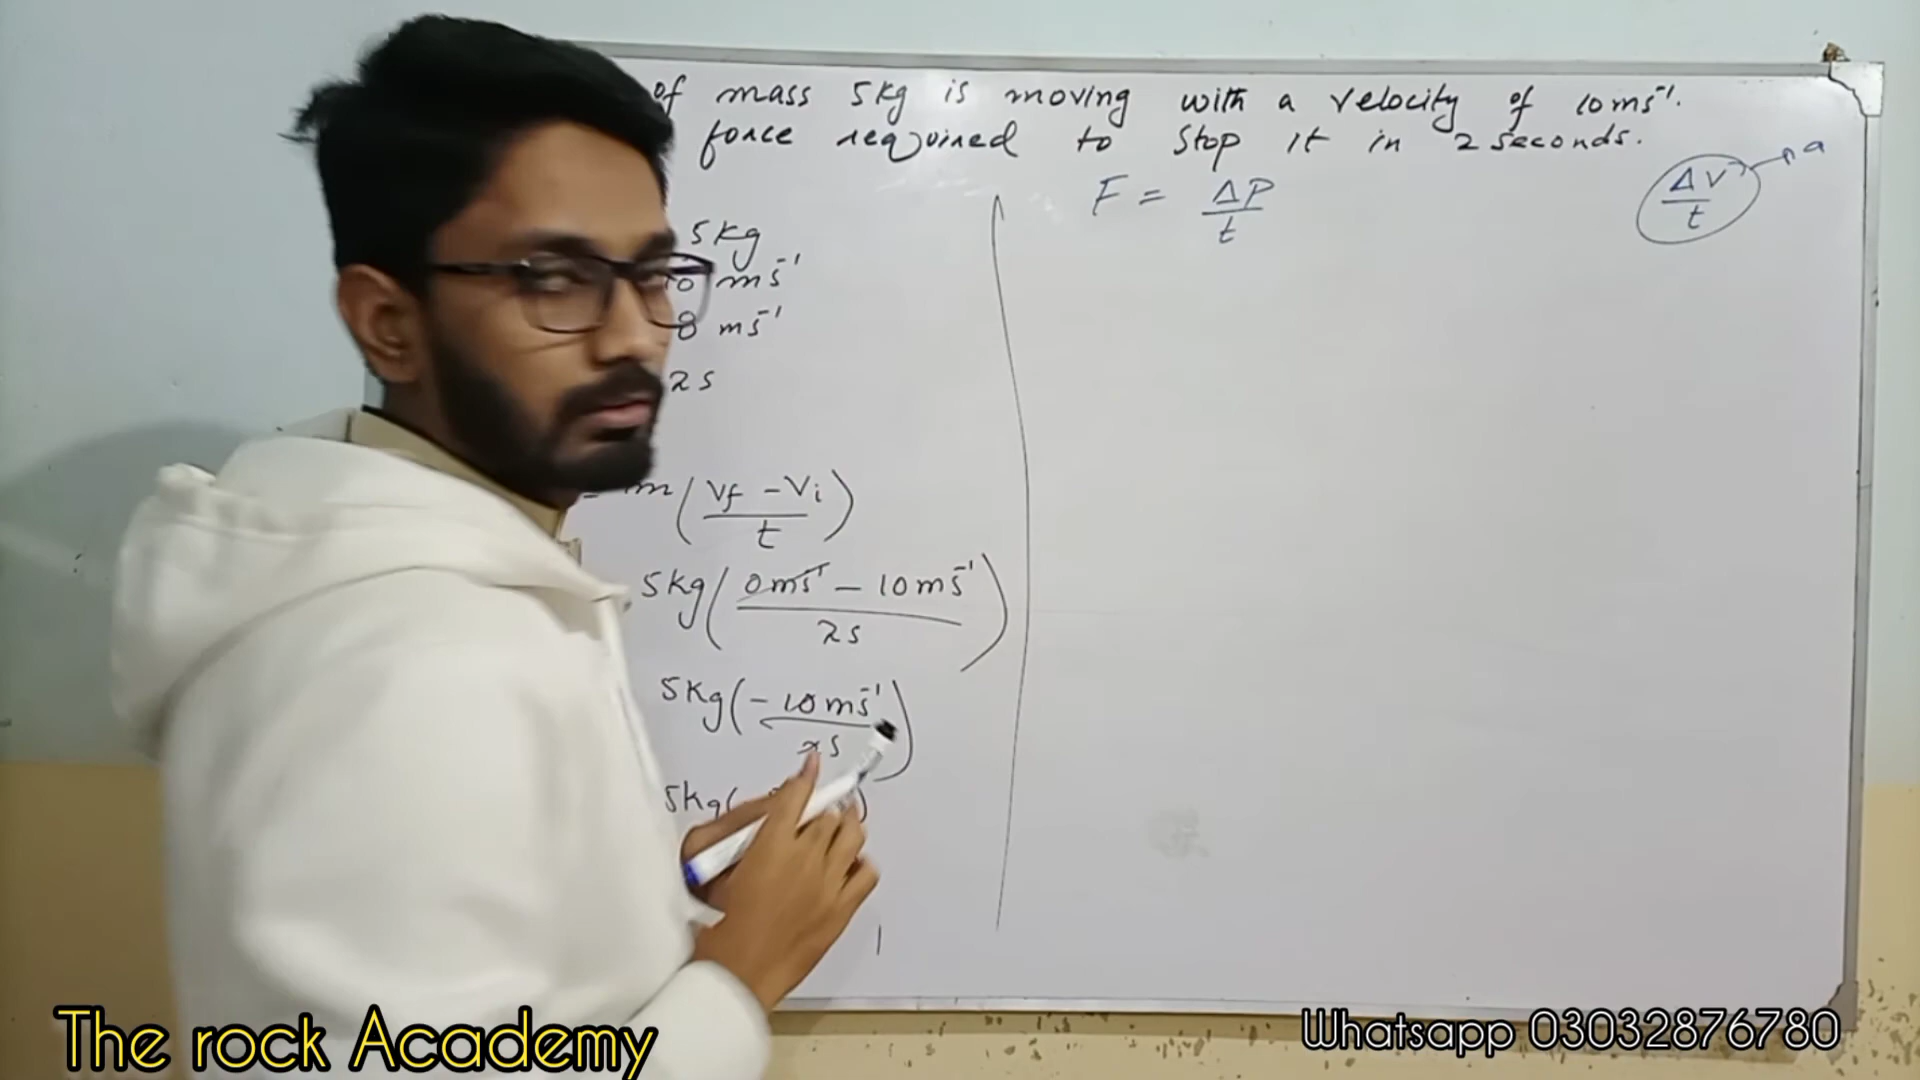 of mass 5kg is moving with a velocity of 10ms⁻¹.
force required to stop it in 2 seconds.
F = ΔP/t
ΔV/t → a
5kg
10 ms⁻¹
0 ms⁻¹
2s
= m(Vf - Vi/t)
5kg(0ms⁻¹ - 10ms⁻¹/2s)
5kg(-10ms⁻¹/2s)
5kg(
The rock Academy
Whatsapp 03032876780